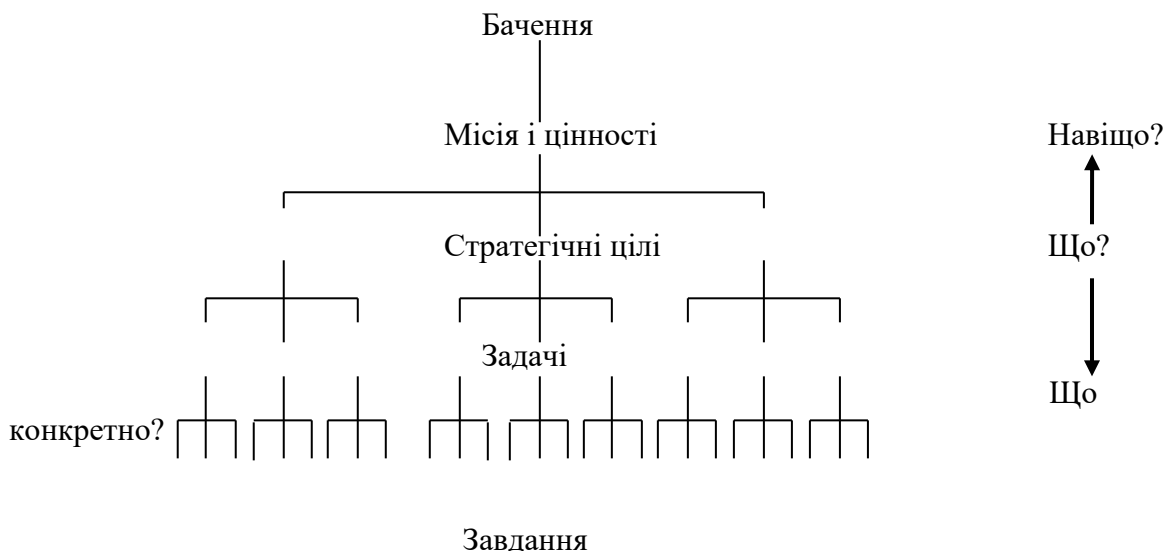 Бачення
Місія і цінності
Навіщо?
Стратегічні цілі
Що?
Задачі
Що
конкретно?
Завдання